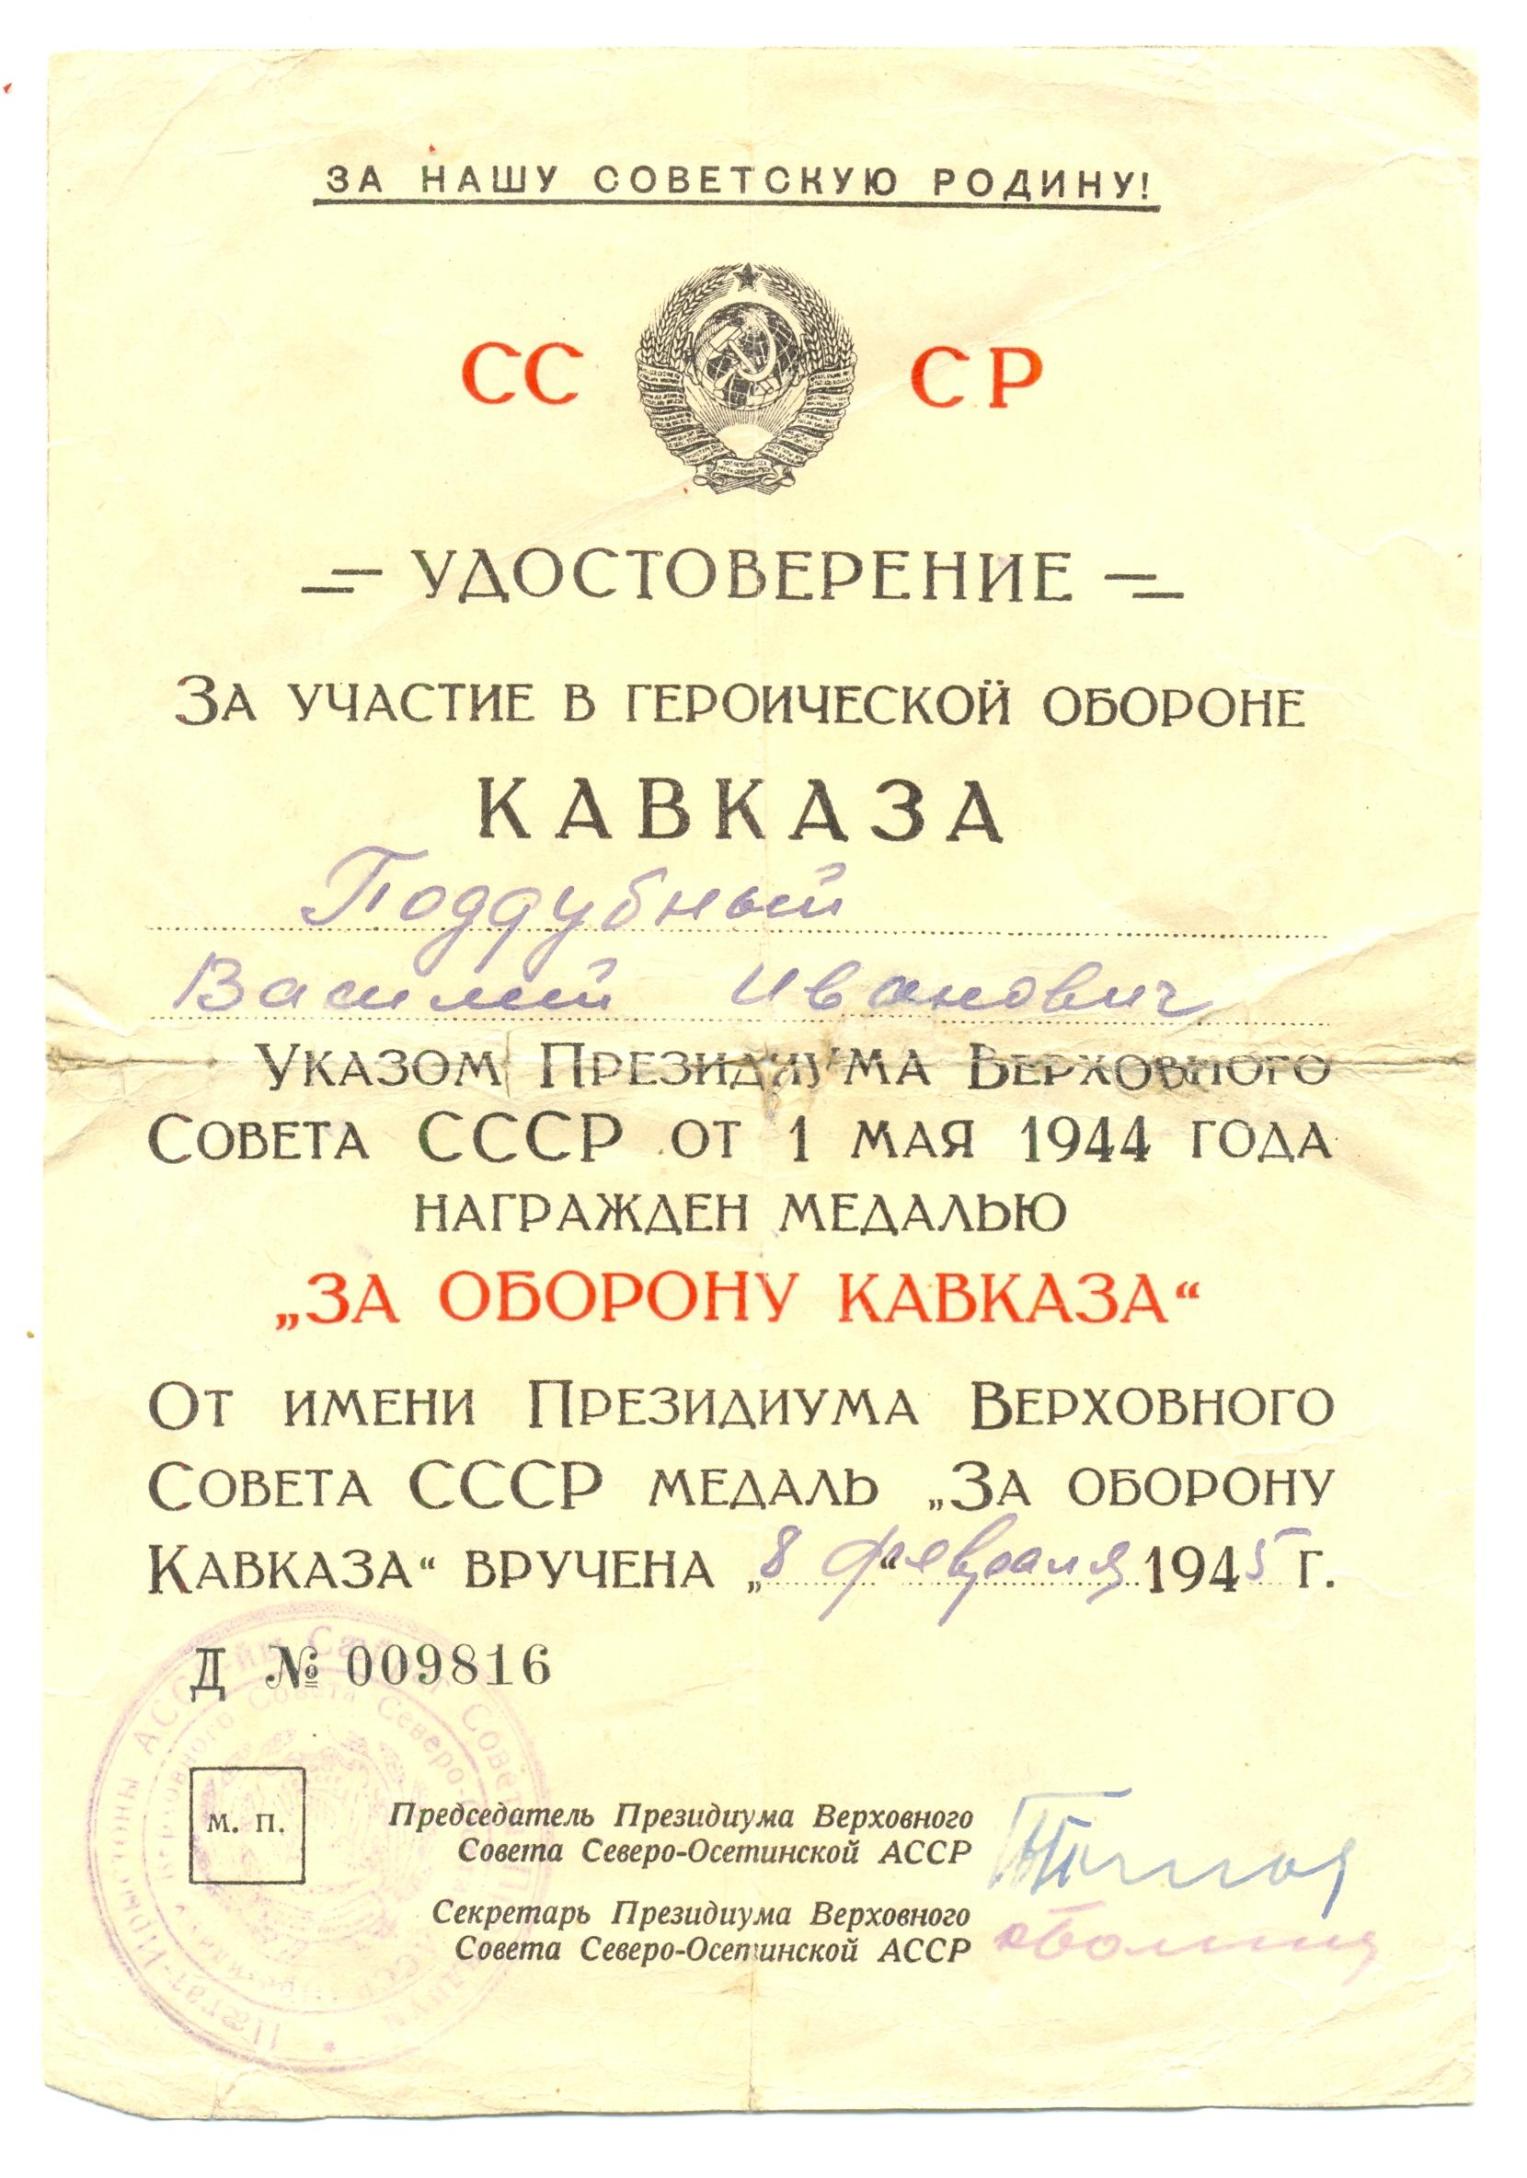 ЗА НАШУ СОВЕТСКУЮ РОДИНУ!
СС СР
УДОСТОВЕРЕНИЕ
ЗА УЧАСТИЕ В ГЕРОИЧЕСКОЙ ОБОРОНЕ
КАВКАЗА
Поддубный
Василий Иванович
УКАЗОМ ПРЕЗИДИУМА ВЕРХОВНОГО
СОВЕТА СССР ОТ 1 МАЯ 1944 ГОДА
НАГРАЖДЕН МЕДАЛЬЮ
„ЗА ОБОРОНУ КАВКАЗА“
ОТ ИМЕНИ ПРЕЗИДИУМА ВЕРХОВНОГО
СОВЕТА СССР МЕДАЛЬ „ЗА ОБОРОНУ
КАВКАЗА“ ВРУЧЕНА „8“ февраля 1945 Г.
Д № 009816
М. П.
Председатель Президиума Верховного
Совета Северо-Осетинской АССР
Секретарь Президиума Верховного
Совета Северо-Осетинской АССР